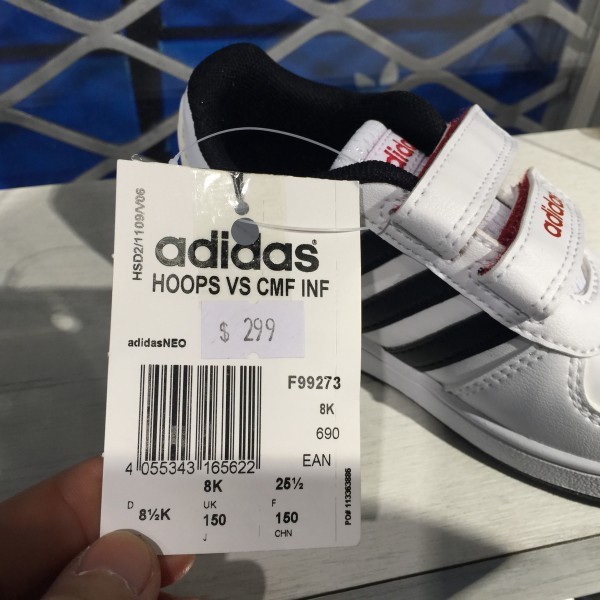 HSD2/1109/V06
adidas®
HOOPS VS CMF INF
$ 299
adidasNEO
F99273
8K
690
EAN
4 055343 165622
8K 25½
D 8½K UK 150 J F 150 CHN
PO# 113363886
adidas
adidas